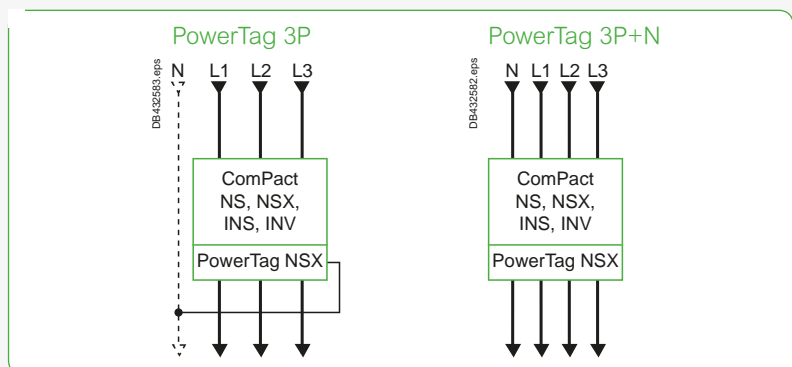 PowerTag 3P
DB432583.eps
N L1 L2 L3
ComPact
NS, NSX,
INS, INV
PowerTag NSX
PowerTag 3P+N
DB432582.eps
N L1 L2 L3
ComPact
NS, NSX,
INS, INV
PowerTag NSX